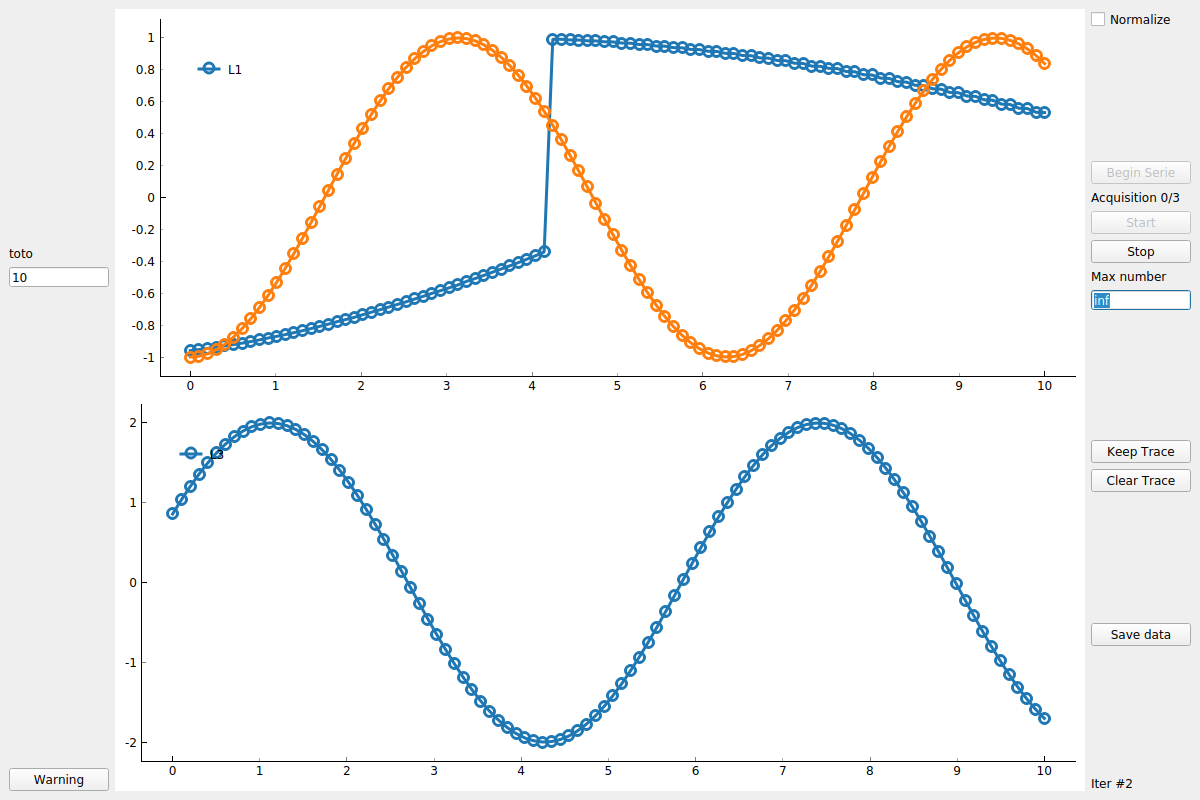 toto
10
Warning
1
0.8
0.6
0.4
0.2
0
-0.2
-0.4
-0.6
-0.8
-1
L1
0 1 2 3 4 5 6 7 8 9 10
2
1
0
-1
-2
L3
0 1 2 3 4 5 6 7 8 9 10
Normalize
Begin Serie
Acquisition 0/3
Start
Stop
Max number
inf
Keep Trace
Clear Trace
Save data
Iter #2